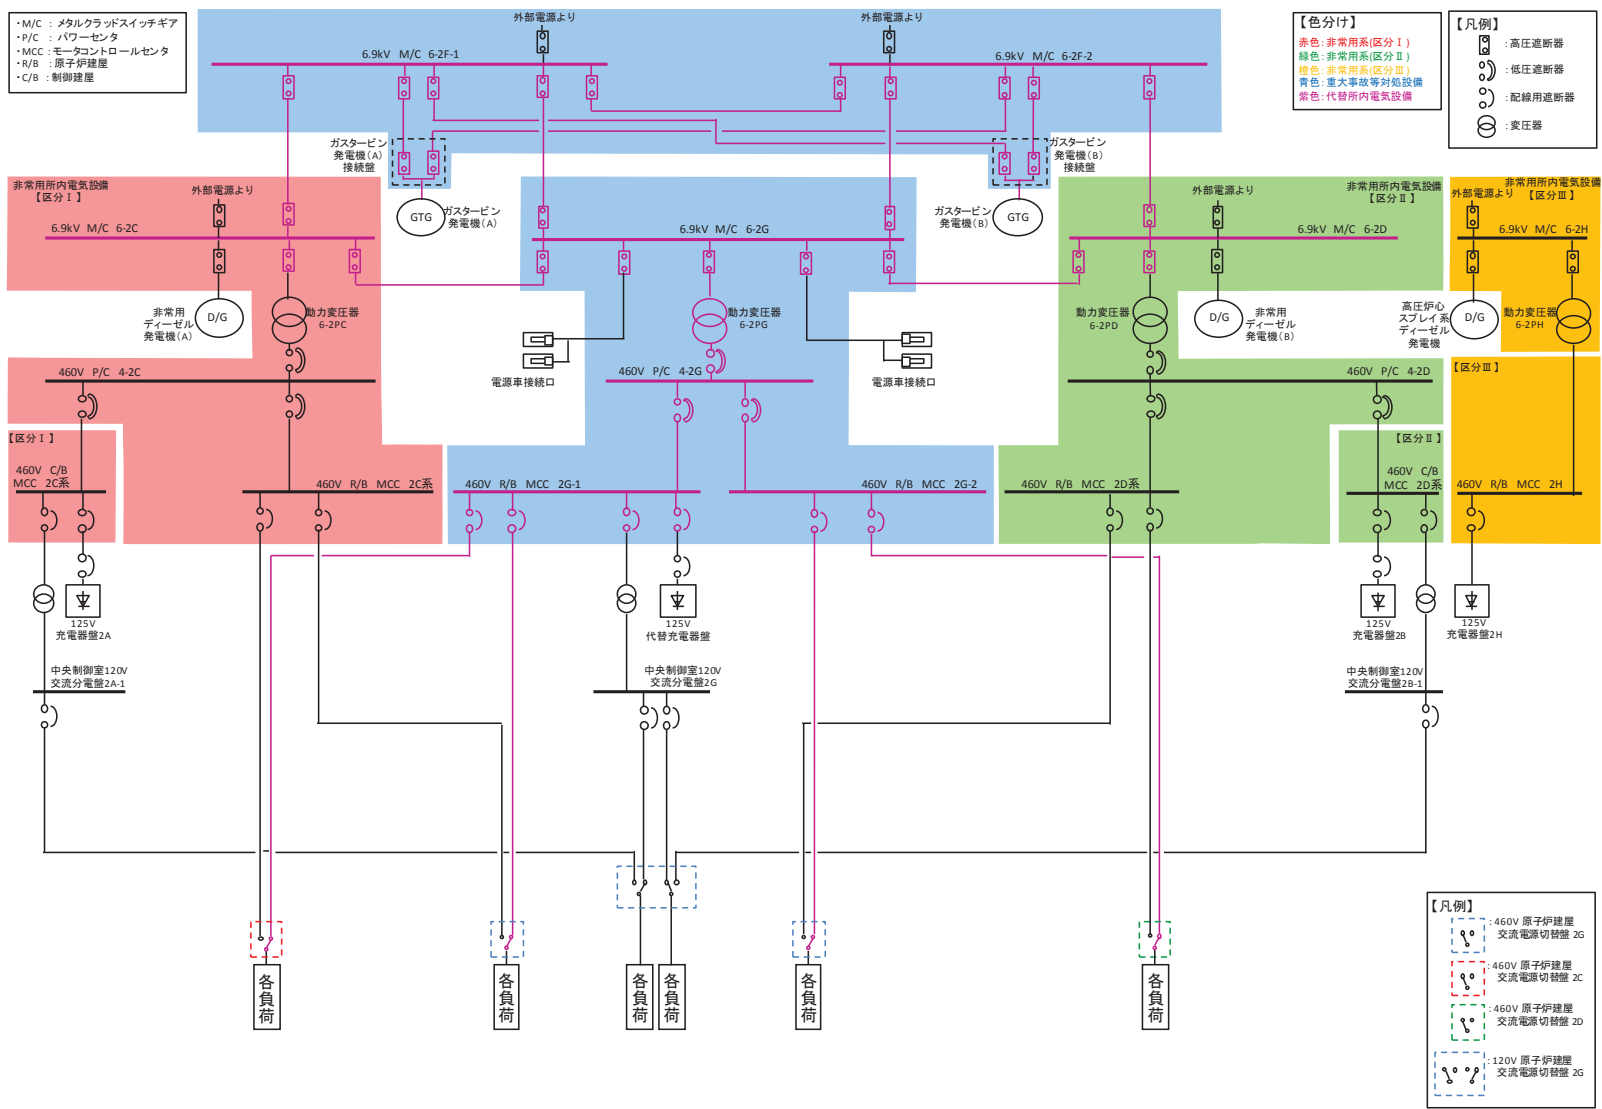 ・M/C ：メタルクラッドスイッチギア
・P/C ：パワーセンタ
・MCC：モータコントロールセンタ
・R/B ：原子炉建屋
・C/B ：制御建屋
外部電源より
外部電源より
6.9kV M/C 6-2F-1
6.9kV M/C 6-2F-2
【色分け】
赤色：非常用系(区分Ⅰ)
緑色：非常用系(区分Ⅱ)
橙色：非常用系(区分Ⅲ)
青色：重大事故等対処設備
紫色：代替所内電気設備
【凡例】
：高圧遮断器
：低圧遮断器
：配線用遮断器
：変圧器
ガスタービン
発電機(A)
接続盤
ガスタービン
発電機(B)
接続盤
非常用所内電気設備
【区分Ⅰ】
外部電源より
GTG
ガスタービン
発電機(A)
ガスタービン
発電機(B)
GTG
外部電源より
非常用所内電気設備
【区分Ⅱ】
非常用所内電気設備
外部電源より
【区分Ⅲ】
6.9kV M/C 6-2C
6.9kV M/C 6-2G
6.9kV M/C 6-2D
6.9kV M/C 6-2H
非常用
ディーゼル
発電機(A)
D/G
動力変圧器
6-2PC
動力変圧器
6-2PG
動力変圧器
6-2PD
D/G
非常用
ディーゼル
発電機(B)
高圧炉心
スプレイ系
ディーゼル
発電機
D/G
動力変圧器
6-2PH
電源車接続口
電源車接続口
460V P/C 4-2C
460V P/C 4-2G
460V P/C 4-2D
【区分Ⅲ】
【区分Ⅰ】
【区分Ⅱ】
460V C/B
MCC 2C系
460V R/B MCC 2C系
460V R/B MCC 2G-1
460V R/B MCC 2G-2
460V R/B MCC 2D系
460V C/B
MCC 2D系
460V R/B MCC 2H
125V
充電器盤2A
125V
代替充電器盤
125V
充電器盤2B
125V
充電器盤2H
中央制御室120V
交流分電盤2A-1
中央制御室120V
交流分電盤2G
中央制御室120V
交流分電盤2B-1
各負荷
各負荷
各負荷
各負荷
各負荷
各負荷
【凡例】
：460V 原子炉建屋
交流電源切替盤 2G
：460V 原子炉建屋
交流電源切替盤 2C
：460V 原子炉建屋
交流電源切替盤 2D
：120V 原子炉建屋
交流電源切替盤 2G